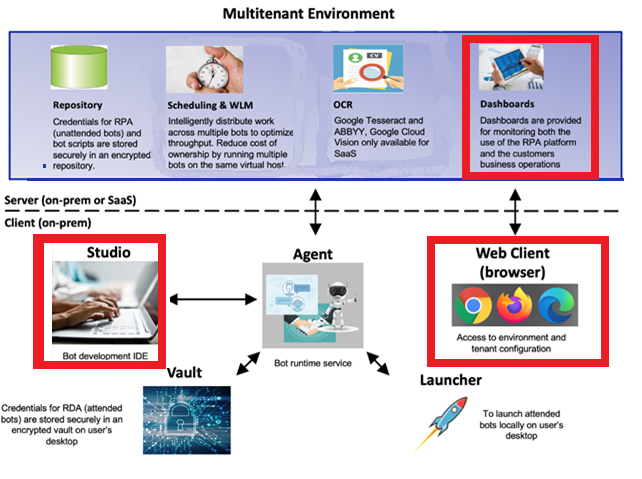 Multitenant Environment
Repository
Credentials for RPA
(unattended bots) and
bot scripts are stored
securely in an encrypted
repository.
Scheduling & WLM
Intelligently distribute work
across multiple bots to optimize
throughput. Reduce cost of
ownership by running multiple
bots on the same virtual host.
CV
OCR
Google Tesseract and
ABBYY, Google Cloud
Vision only available for
SaaS
Dashboards
Dashboards are provided
for monitoring both the
use of the RPA platform
and the customers
business operations
Server (on-prem or SaaS)
Client (on-prem)
Studio
Bot development IDE
Agent
Bot runtime service
Web Client
(browser)
Access to environment and
tenant configuration
Vault
Credentials for RDA (attended
bots) are stored securely in an
encrypted vault on user's
desktop
Launcher
To launch attended
bots locally on user's
desktop